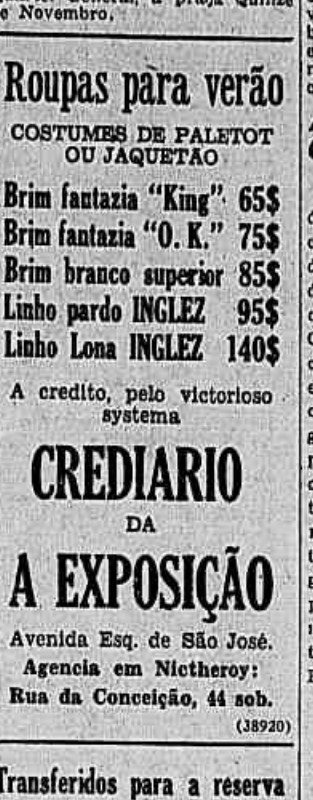 e Novembro.
Roupas para verão
COSTUMES DE PALETOT
OU JAQUETÃO
Brim fantazia "King" 65$
Brim fantazia "O. K." 75$
Brim branco superior 85$
Linho pardo INGLEZ 95$
Linho Lona INGLEZ 140$
A credito, pelo victorioso
systema
CREDIARIO
DA
A EXPOSIÇÃO
Avenida Esq. de São José.
Agencia em Nictheroy:
Rua da Conceição, 44 sob.
(38920)
Transferidos para a reserva